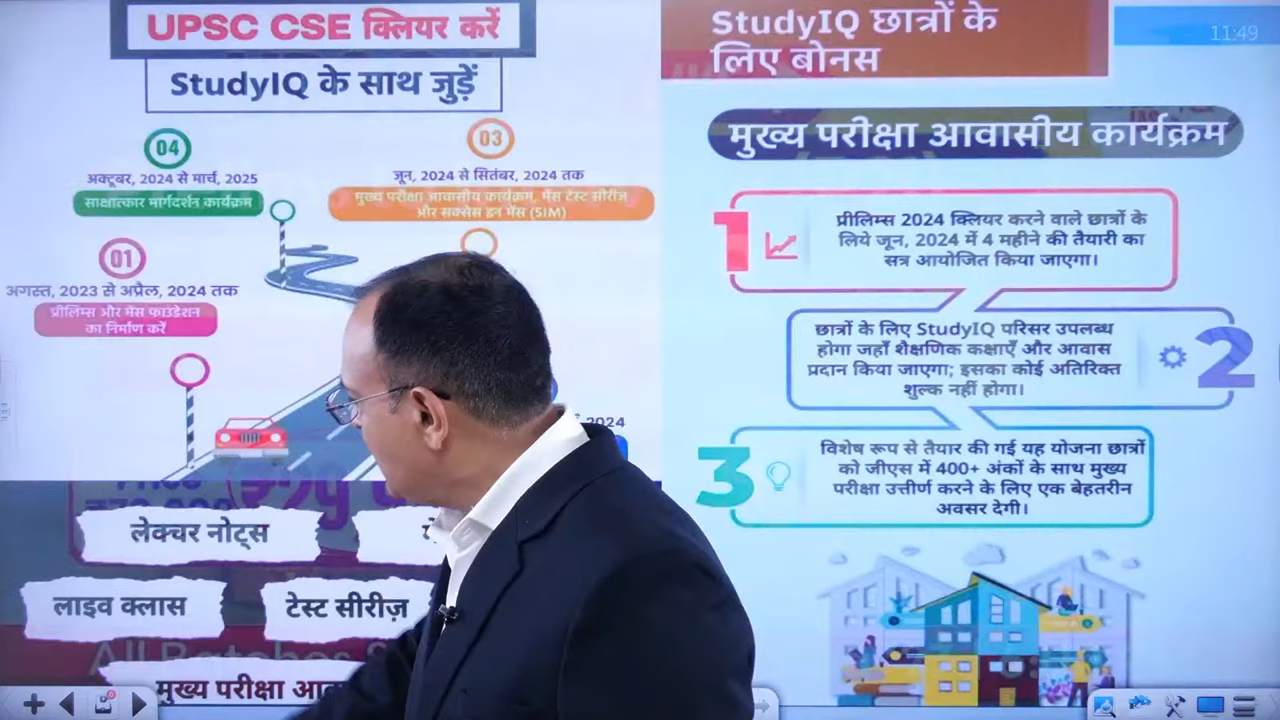 UPSC CSE क्लियर करें
StudyIQ के साथ जुड़ें
04
अक्टूबर, 2024 से मार्च, 2025
साक्षात्कार मार्गदर्शन कार्यक्रम
03
जून, 2024 से सितंबर, 2024 तक
मुख्य परीक्षा आवासीय कार्यक्रम, मेंस टेस्ट सीरीज़
और सक्सेस इन मेंस (SIM)
01
अगस्त, 2023 से अप्रैल, 2024 तक
प्रीलिम्स और मेंस फाउंडेशन
का निर्माण करें
2024
लेक्चर नोट्स
लाइव क्लास
टेस्ट सीरीज़
मुख्य परीक्षा
StudyIQ छात्रों के
लिए बोनस
11:49
मुख्य परीक्षा आवासीय कार्यक्रम
1
प्रीलिम्स 2024 क्लियर करने वाले छात्रों के
लिये जून, 2024 में 4 महीने की तैयारी का
सत्र आयोजित किया जाएगा।
छात्रों के लिए StudyIQ परिसर उपलब्ध
होगा जहाँ शैक्षणिक कक्षाएँ और आवास
प्रदान किया जाएगा; इसका कोई अतिरिक्त
शुल्क नहीं होगा।
2
3
विशेष रूप से तैयार की गई यह योजना छात्रों
को जीएस में 400+ अंकों के साथ मुख्य
परीक्षा उत्तीर्ण करने के लिए एक बेहतरीन
अवसर देगी।